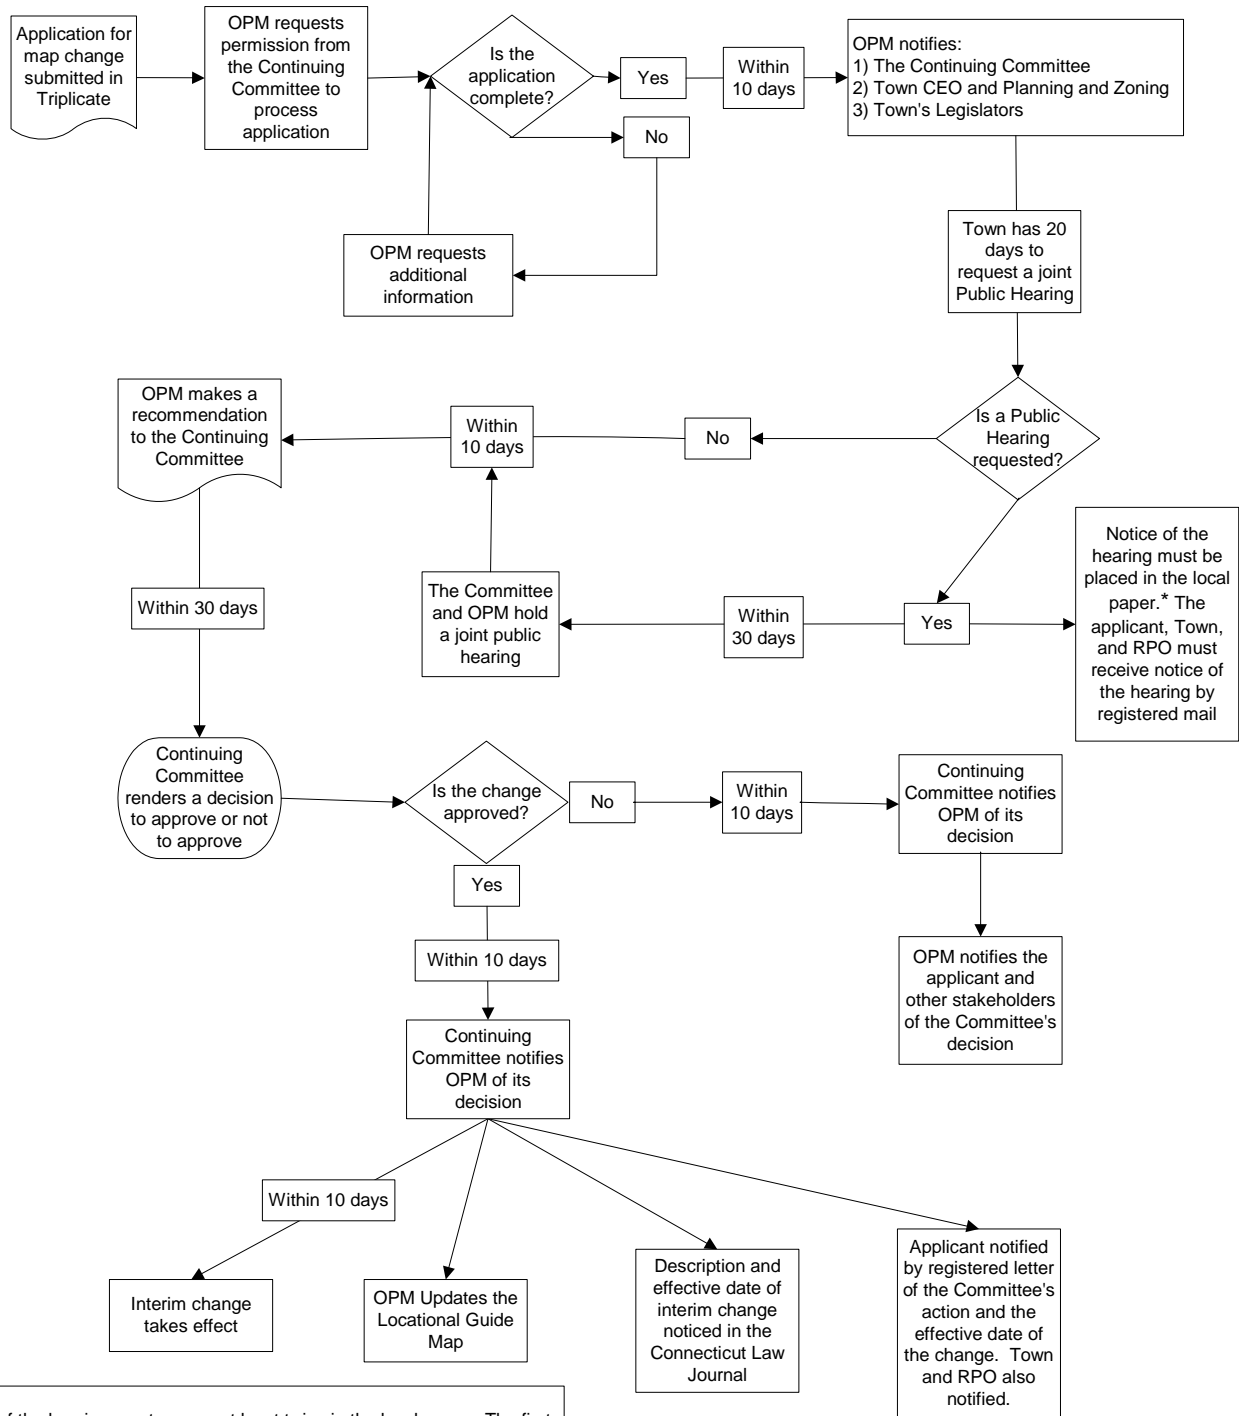 Application for
map change
submitted in
Triplicate
OPM requests
permission from
the Continuing
Committee to
process
application
Is the
application
complete?
Yes
Within
10 days
OPM notifies:
1) The Continuing Committee
2) Town CEO and Planning and Zoning
3) Town's Legislators
No
OPM requests
additional
information
Town has 20
days to
request a joint
Public Hearing
Is a Public
Hearing
requested?
No
Within
10 days
OPM makes a
recommendation
to the Continuing
Committee
Yes
Notice of the
hearing must be
placed in the local
paper.* The
applicant, Town,
and RPO must
receive notice of
the hearing by
registered mail
Within
30 days
The Committee
and OPM hold
a joint public
hearing
Within 30 days
Continuing
Committee
renders a decision
to approve or not
to approve
Is the change
approved?
No
Within
10 days
Continuing
Committee notifies
OPM of its
decision
OPM notifies the
applicant and
other stakeholders
of the Committee's
decision
Yes
Within 10 days
Continuing
Committee notifies
OPM of its
decision
Within 10 days
Interim change
takes effect
OPM Updates the
Locational Guide
Map
Description and
effective date of
interim change
noticed in the
Connecticut Law
Journal
Applicant notified
by registered letter
of the Committee's
action and the
effective date of
the change. Town
and RPO also
notified.